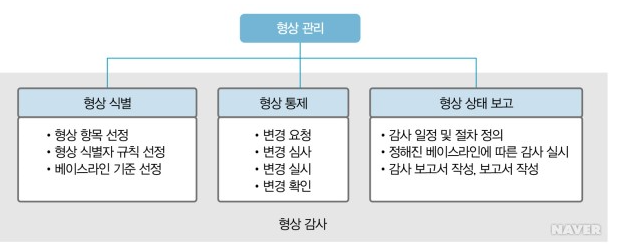 형상 관리
형상 식별
• 형상 항목 선정
• 형상 식별자 규칙 선정
• 베이스라인 기준 선정
형상 통제
• 변경 요청
• 변경 심사
• 변경 실시
• 변경 확인
형상 상태 보고
• 감사 일정 및 절차 정의
• 정해진 베이스라인에 따른 감사 실시
• 감사 보고서 작성, 보고서 작성
형상 감사
NAVER